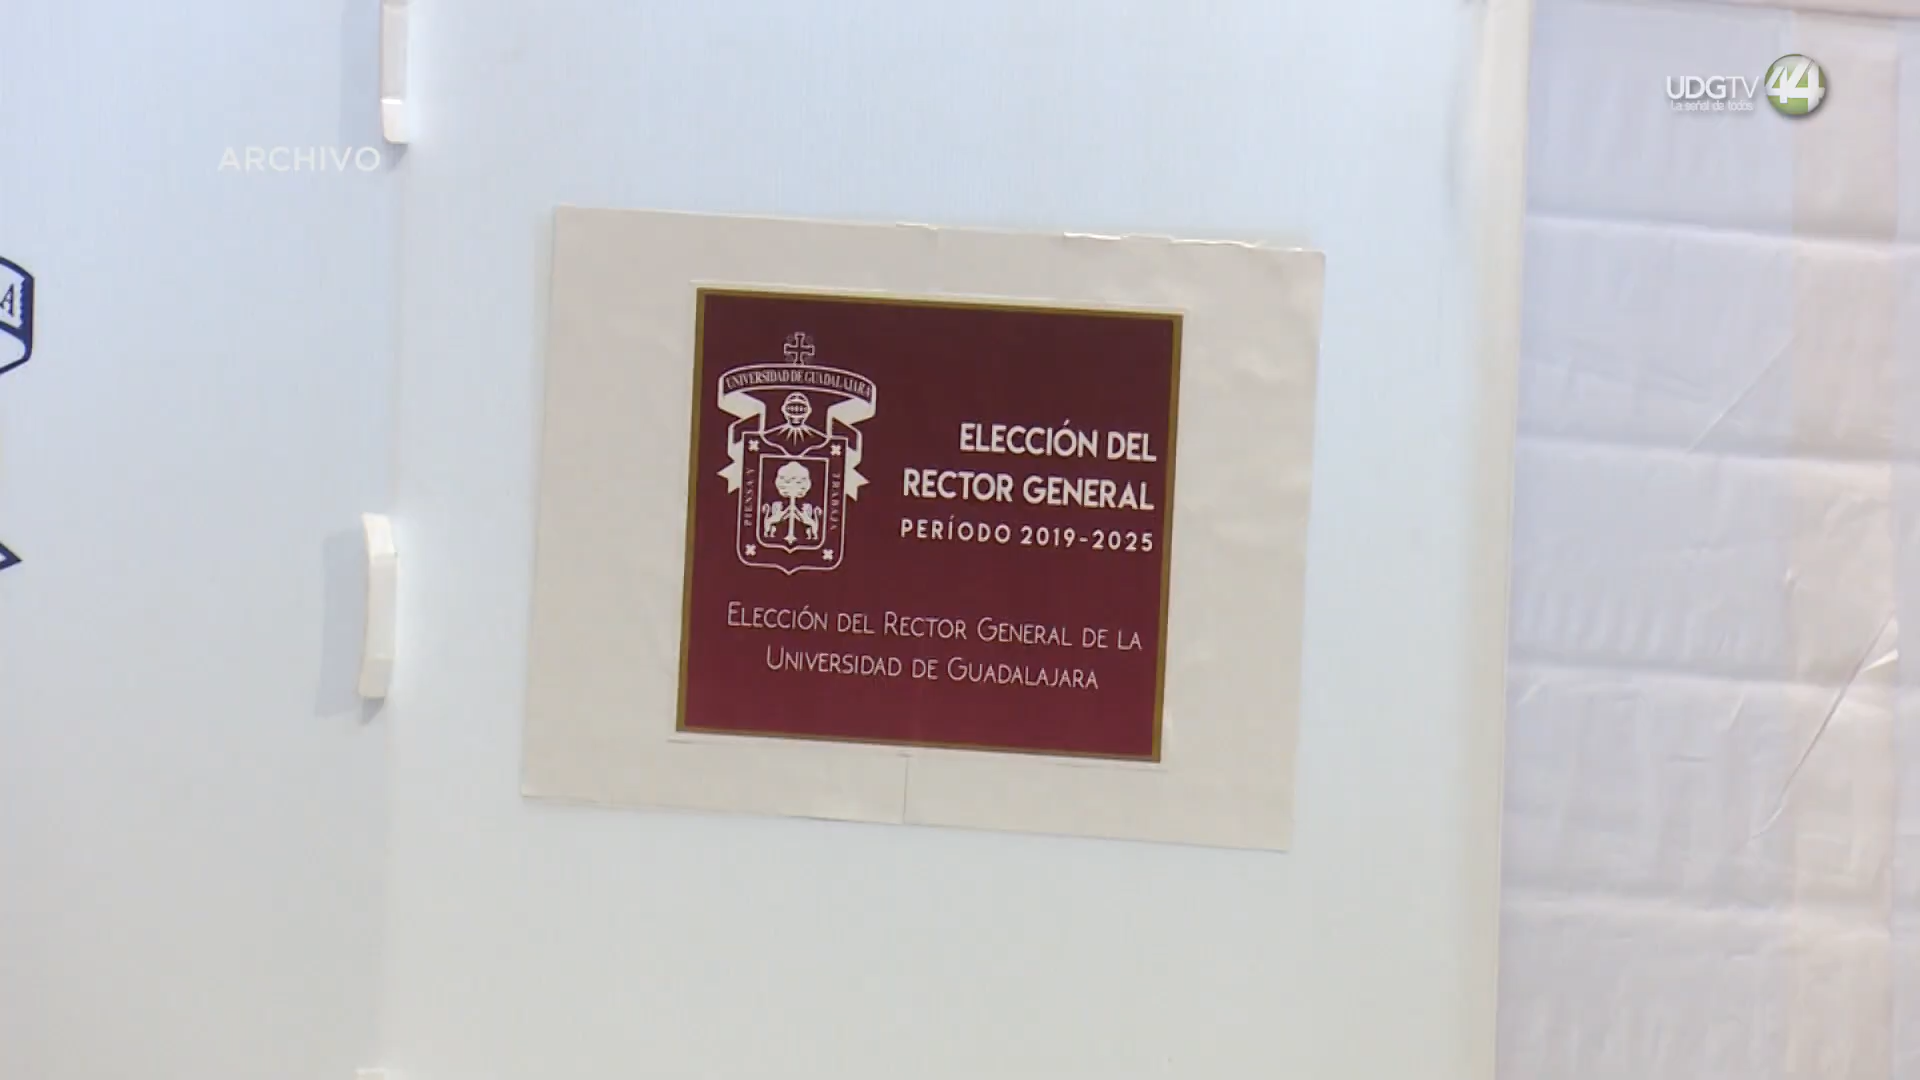 UDGTV 44
La señal de todos
ARCHIVO
A
UNIVERSIDAD DE GUADALAJARA
PIENSA Y
TRABAJA
ELECCIÓN DEL
RECTOR GENERAL
PERÍODO 2019-2025
ELECCIÓN DEL RECTOR GENERAL DE LA
UNIVERSIDAD DE GUADALAJARA